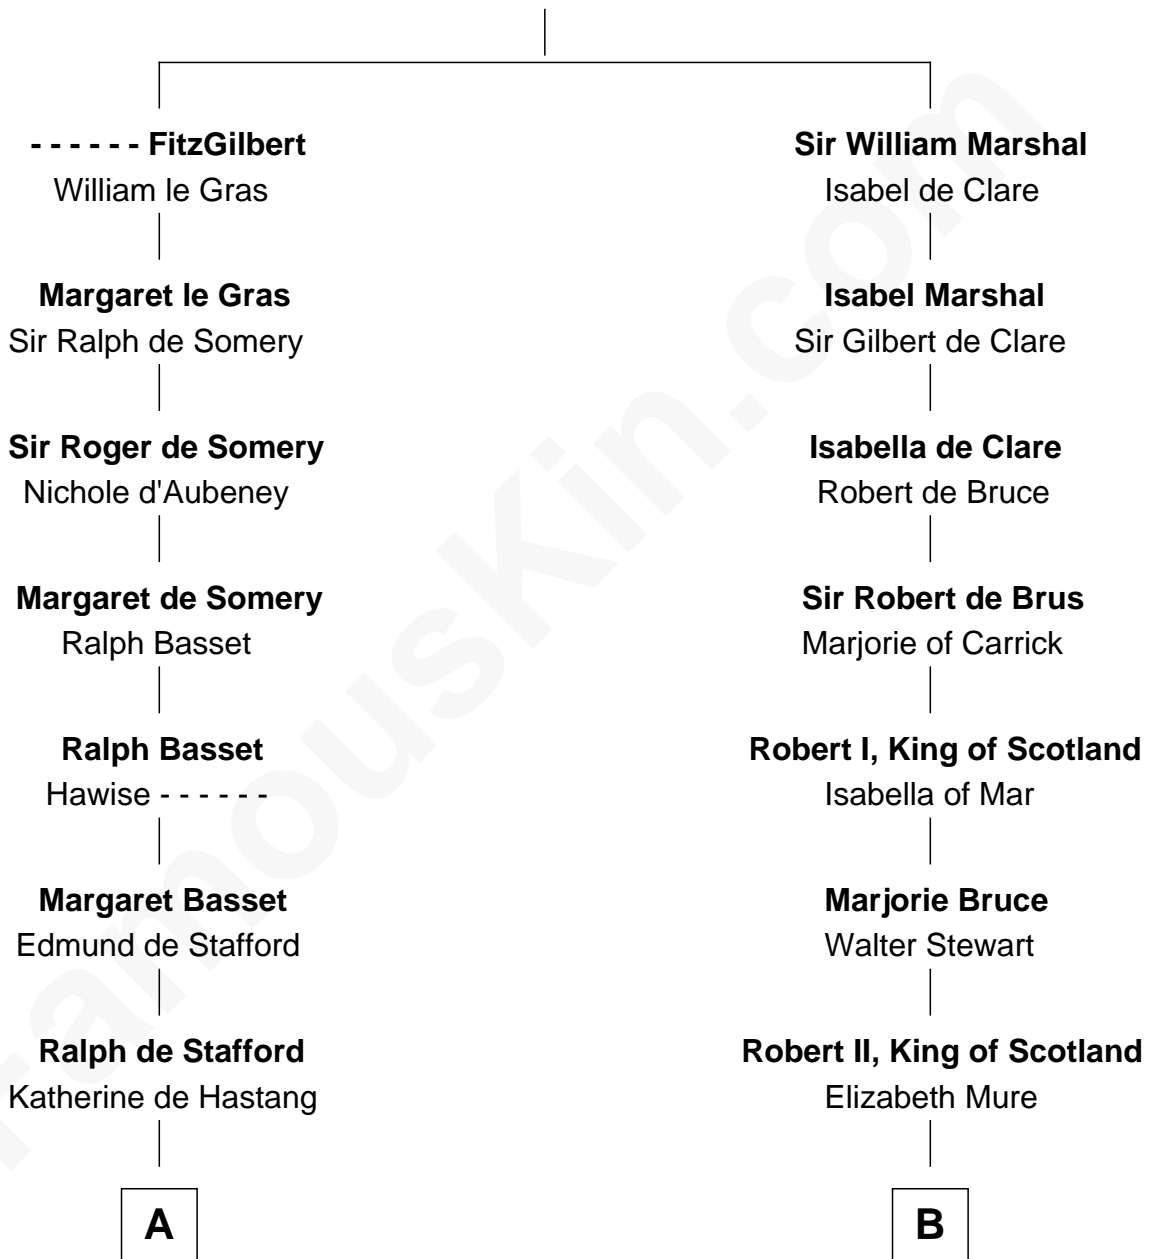 - - - - - - FitzGilbert
William le Gras
Margaret le Gras
Sir Ralph de Somery
Sir Roger de Somery
Nichole d'Aubeney
Margaret de Somery
Ralph Basset
Ralph Basset
Hawise - - - - - -
Margaret Basset
Edmund de Stafford
Ralph de Stafford
Katherine de Hastang
A
Sir William Marshal
Isabel de Clare
Isabel Marshal
Sir Gilbert de Clare
Isabella de Clare
Robert de Bruce
Sir Robert de Brus
Marjorie of Carrick
Robert I, King of Scotland
Isabella of Mar
Marjorie Bruce
Walter Stewart
Robert II, King of Scotland
Elizabeth Mure
B
FamousKin.com